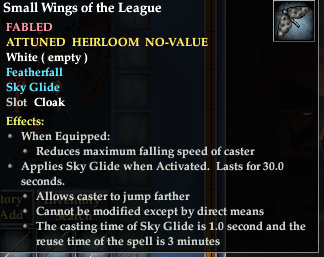 Small Wings of the League
FABLED
ATTUNED HEIRLOOM NO-VALUE
White ( empty )
Featherfall
Sky Glide
Slot Cloak
Effects:
• When Equipped:
• Reduces maximum falling speed of caster
• Applies Sky Glide when Activated. Lasts for 30.0
seconds.
• Allows caster to jump farther
• Cannot be modified except by direct means
• The casting time of Sky Glide is 1.0 second and the
reuse time of the spell is 3 minutes
Add
Search